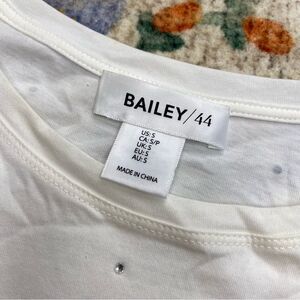 BAILEY/44
US: S
CA: S/P
UK: S
EU: S
AU: S
MADE IN CHINA